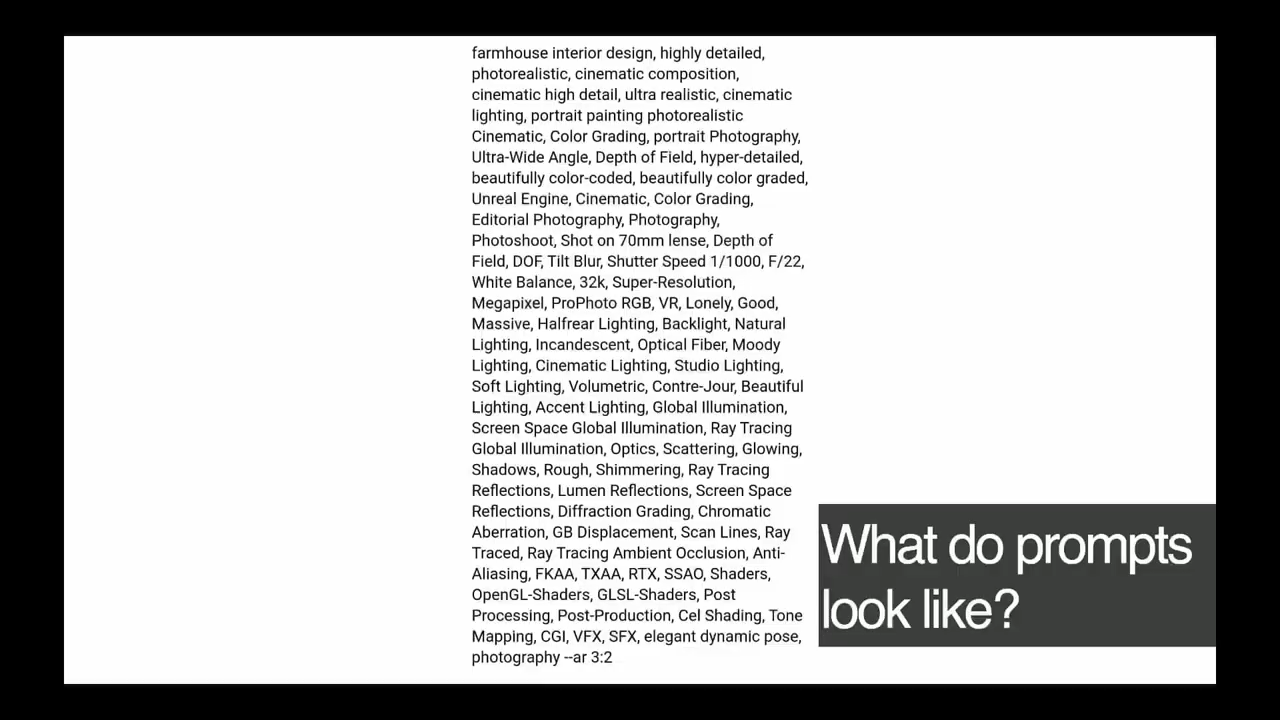 farmhouse interior design, highly detailed,
photorealistic, cinematic composition,
cinematic high detail, ultra realistic, cinematic
lighting, portrait painting photorealistic
Cinematic, Color Grading, portrait Photography,
Ultra-Wide Angle, Depth of Field, hyper-detailed,
beautifully color-coded, beautifully color graded,
Unreal Engine, Cinematic, Color Grading,
Editorial Photography, Photography,
Photoshoot, Shot on 70mm lense, Depth of
Field, DOF, Tilt Blur, Shutter Speed 1/1000, F/22,
White Balance, 32k, Super-Resolution,
Megapixel, ProPhoto RGB, VR, Lonely, Good,
Massive, Halfrear Lighting, Backlight, Natural
Lighting, Incandescent, Optical Fiber, Moody
Lighting, Cinematic Lighting, Studio Lighting,
Soft Lighting, Volumetric, Contre-Jour, Beautiful
Lighting, Accent Lighting, Global Illumination,
Screen Space Global Illumination, Ray Tracing
Global Illumination, Optics, Scattering, Glowing,
Shadows, Rough, Shimmering, Ray Tracing
Reflections, Lumen Reflections, Screen Space
Reflections, Diffraction Grading, Chromatic
Aberration, GB Displacement, Scan Lines, Ray
Traced, Ray Tracing Ambient Occlusion, Anti-
Aliasing, FKAA, TXAA, RTX, SSAO, Shaders,
OpenGL-Shaders, GLSL-Shaders, Post
Processing, Post-Production, Cel Shading, Tone
Mapping, CGI, VFX, SFX, elegant dynamic pose,
photography --ar 3:2
What do prompts
look like?